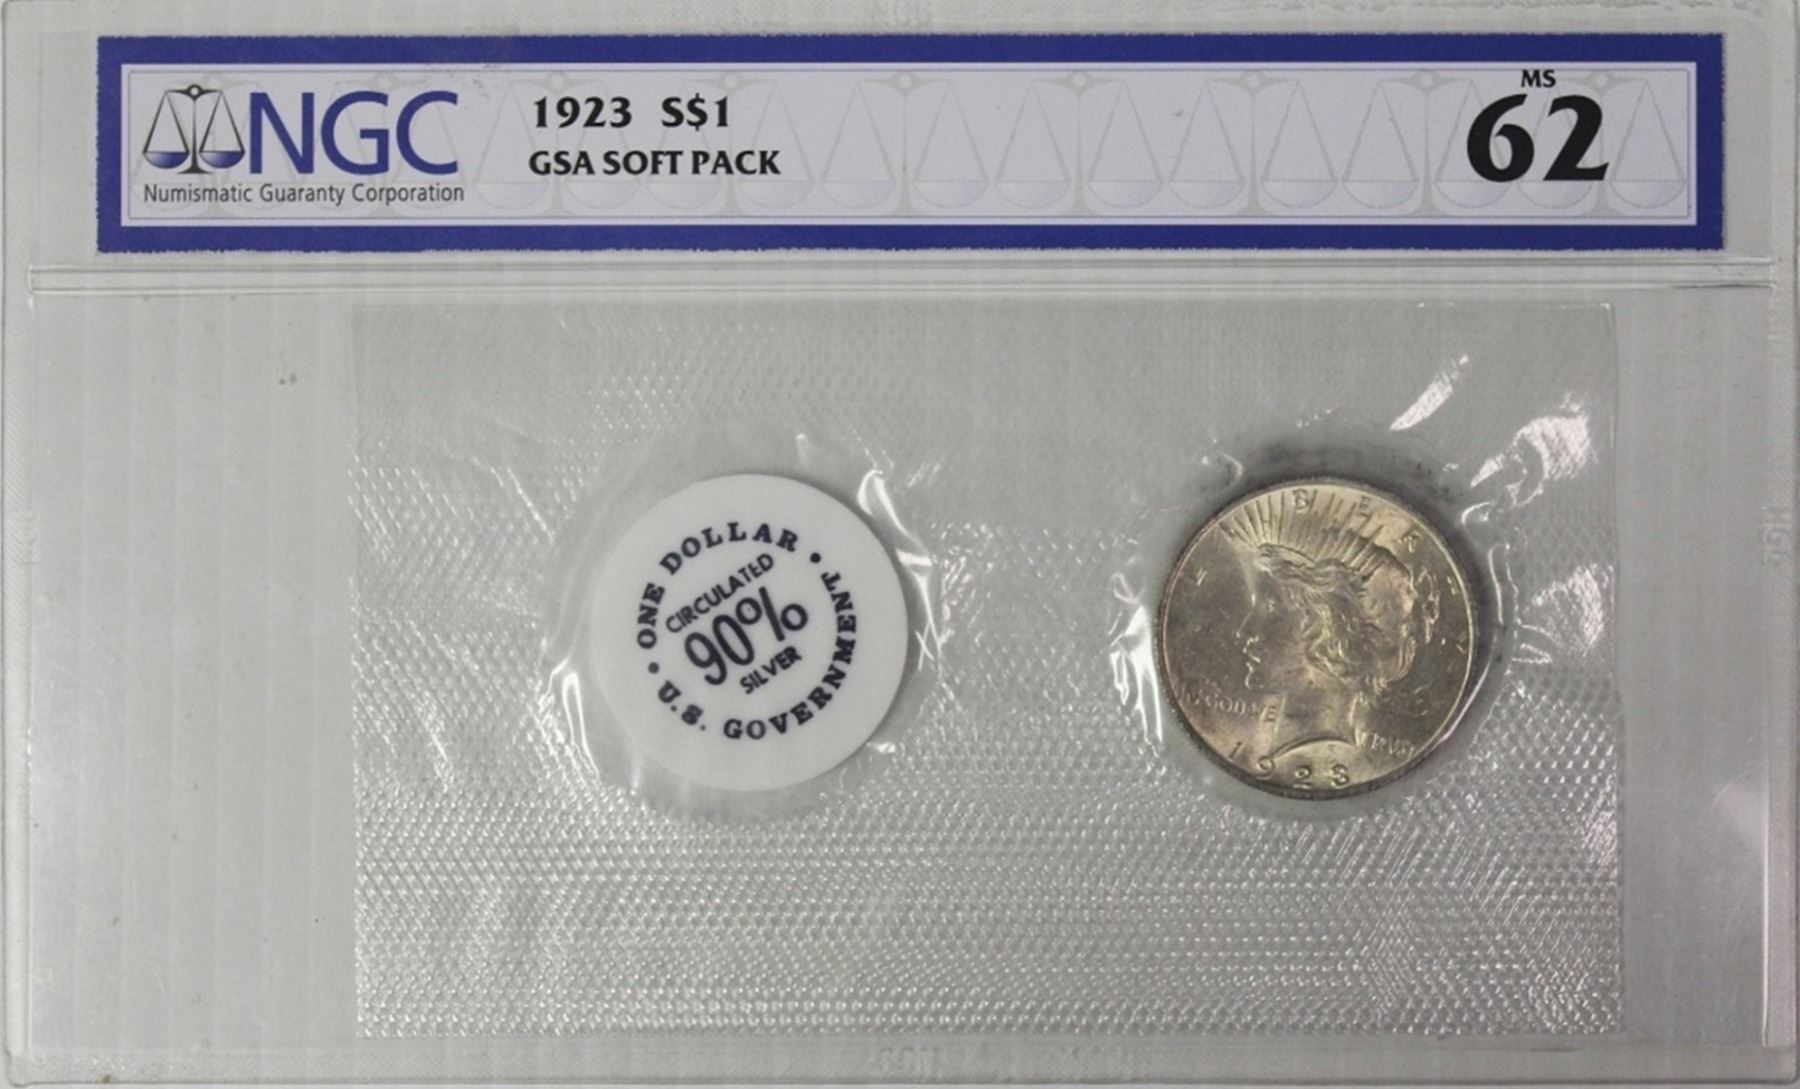 NGC
Numismatic Guaranty Corporation
1923 S$1
GSA SOFT PACK
MS
62
• ONE DOLLAR •
CIRCULATED
90%
SILVER
U.S. GOVERNMENT
LIBERTY
IN GOD WE
TRVST
1923